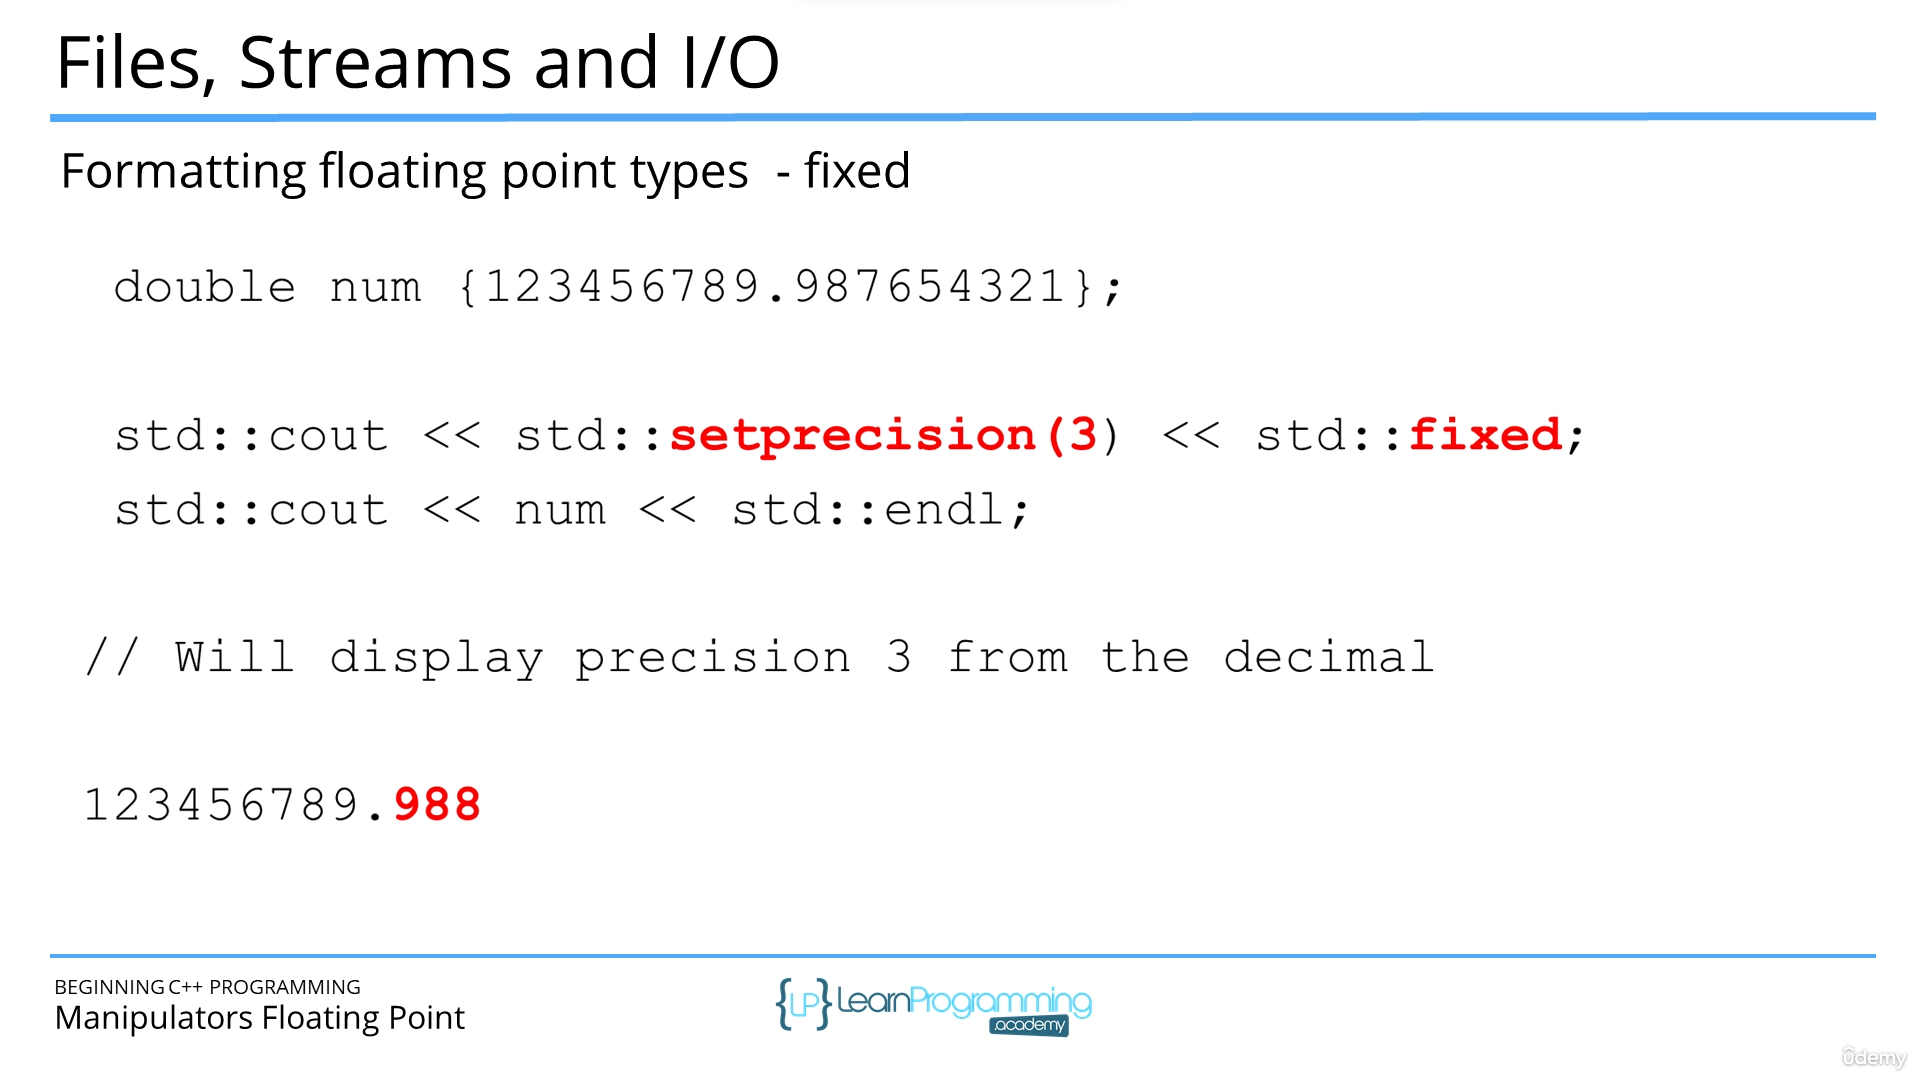 Files, Streams and I/O
Formatting floating point types - fixed
double num {123456789.987654321};
std::cout << std::setprecision(3) << std::fixed;
std::cout << num << std::endl;
// Will display precision 3 from the decimal
123456789.988
BEGINNING C++ PROGRAMMING
Manipulators Floating Point
{LP} LearnProgramming
academy
ûdemy